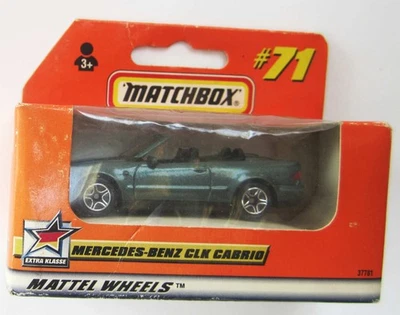 3+
#71
MATCHBOX
EXTRA KLASSE
MERCEDES-BENZ CLK CABRIO
37781
MATTEL WHEELS™